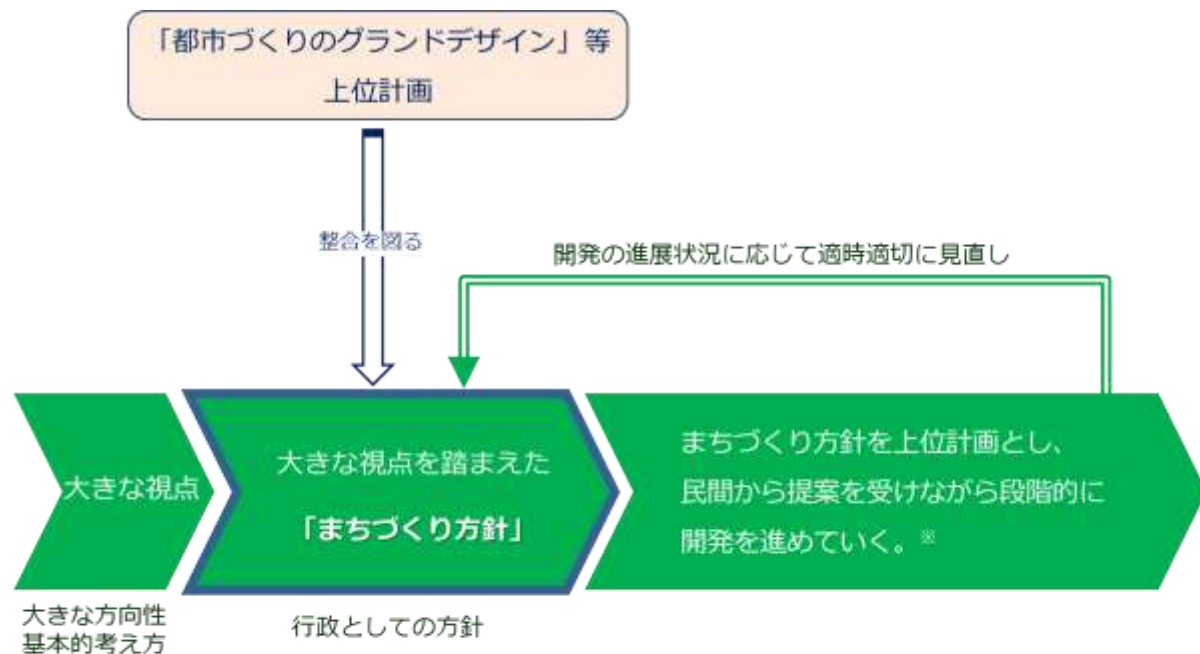 「都市づくりのグランドデザイン」等
上位計画
整合を図る
開発の進展状況に応じて適時適切に見直し
大きな視点
大きな視点を踏まえた
「まちづくり方針」
まちづくり方針を上位計画とし、
民間から提案を受けながら段階的に
開発を進めていく。※
大きな方向性
基本的考え方
行政としての方針